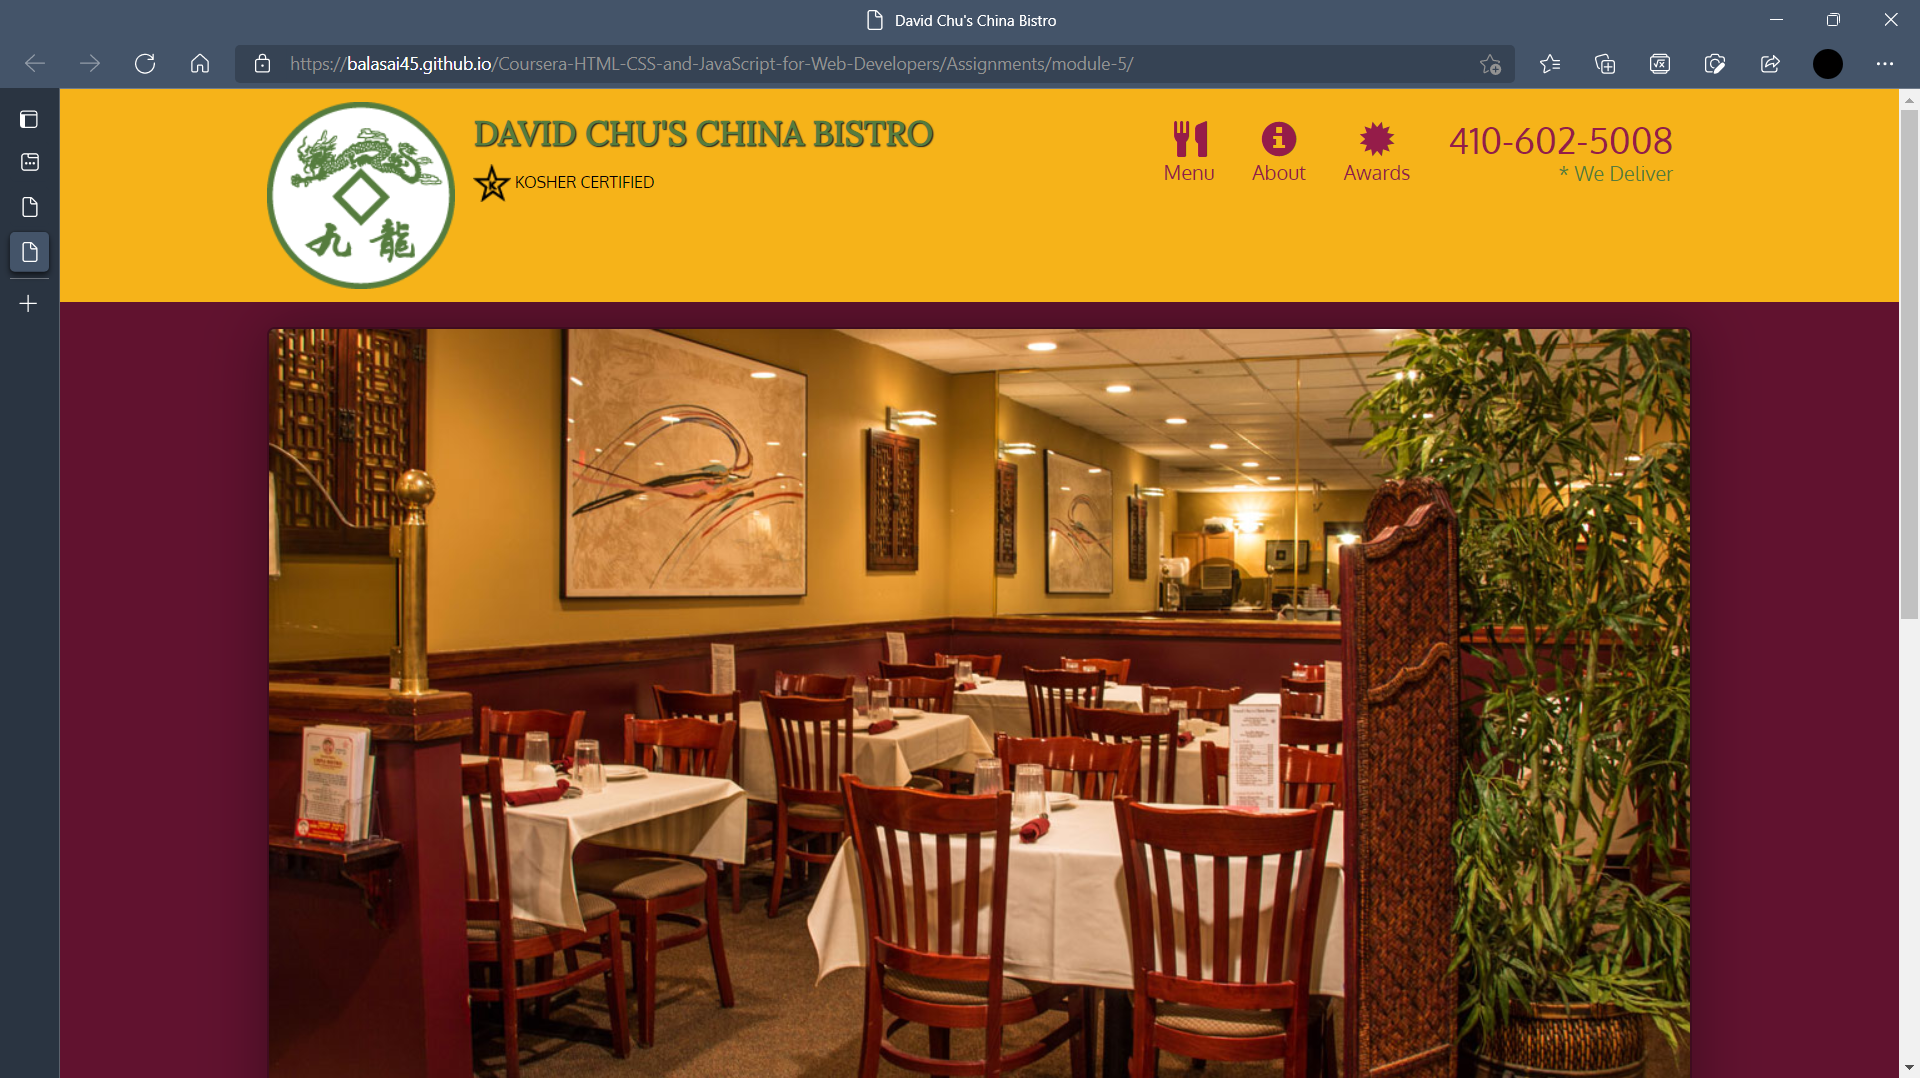 David Chu's China Bistro
https://balasai45.github.io/Coursera-HTML-CSS-and-JavaScript-for-Web-Developers/Assignments/module-5/
DAVID CHU'S CHINA BISTRO
K KOSHER CERTIFIED
Menu
About
Awards
410-602-5008
* We Deliver
九龍